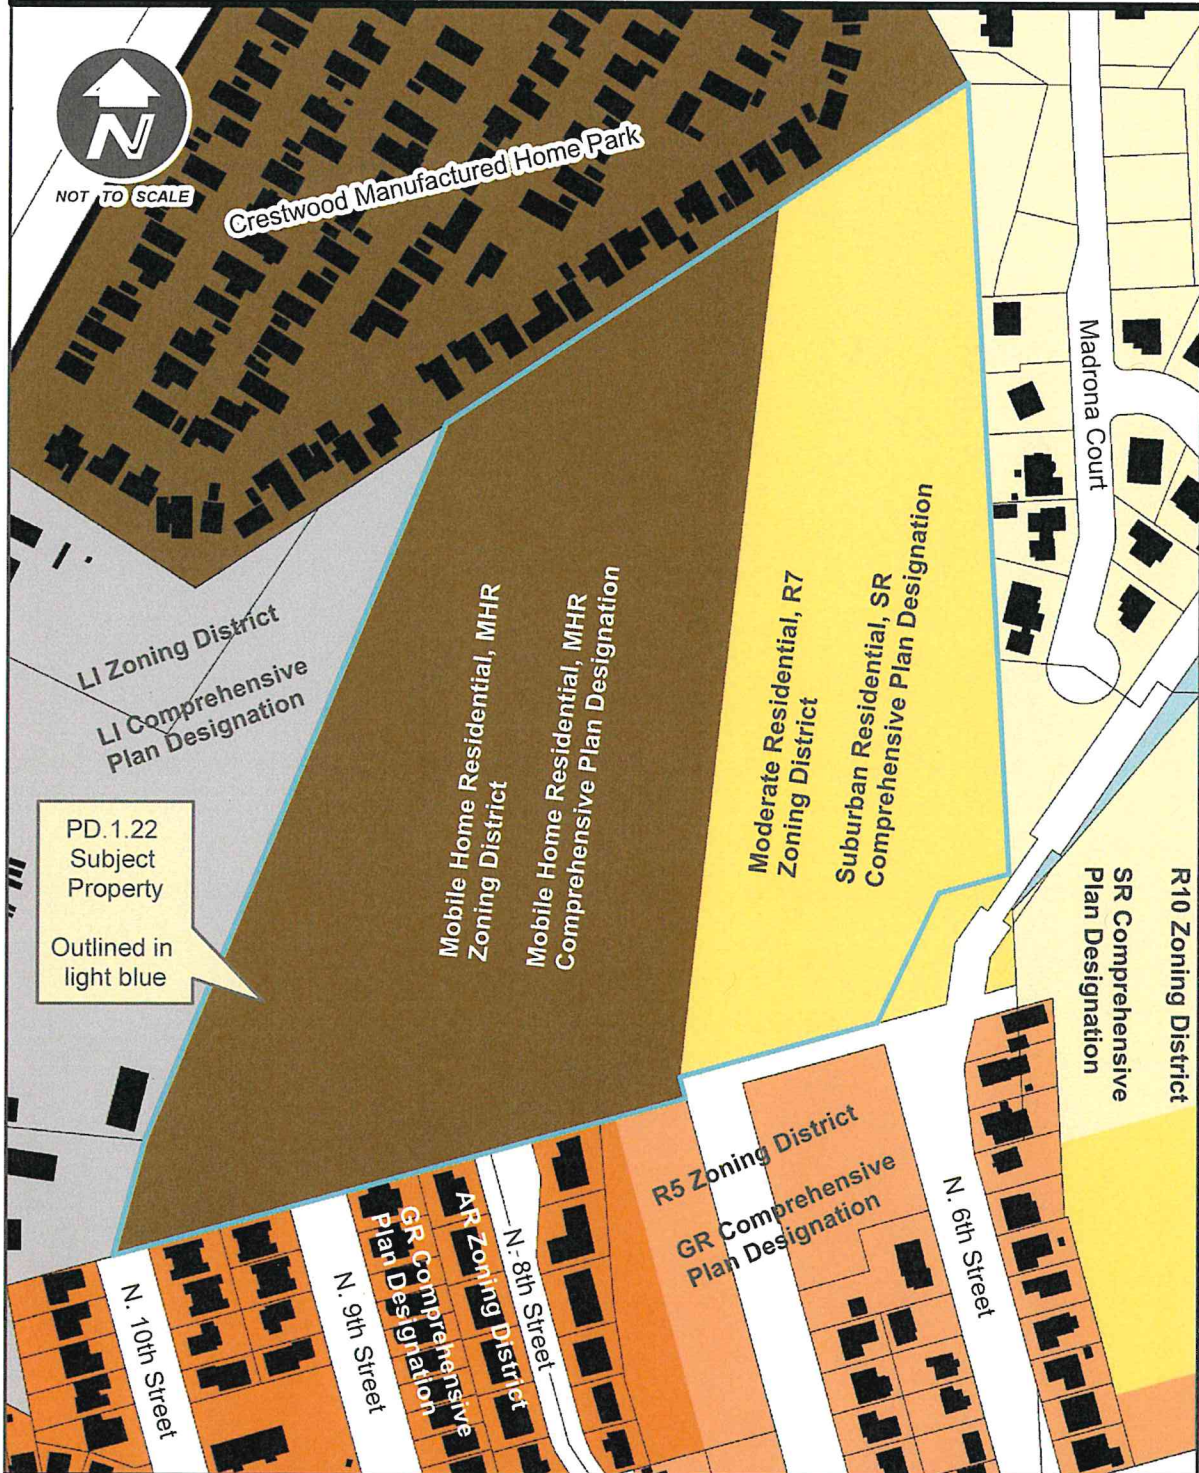 N
NOT TO SCALE
Crestwood Manufactured Home Park
Madrona Court
LI Zoning District
LI Comprehensive
Plan Designation
Mobile Home Residential, MHR
Zoning District
Mobile Home Residential, MHR
Comprehensive Plan Designation
Moderate Residential, R7
Zoning District
Suburban Residential, SR
Comprehensive Plan Designation
PD.1.22
Subject
Property
Outlined in
light blue
R10 Zoning District
SR Comprehensive
Plan Designation
R5 Zoning District
GR Comprehensive
Plan Designation
N. 6th Street
N. 8th Street
AR Zoning District
GR Comprehensive
Plan Designation
N. 9th Street
N. 10th Street